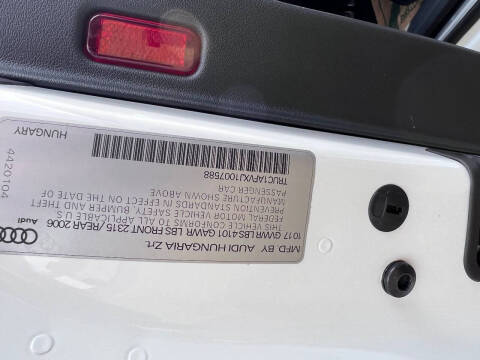 MFD. BY AUDI HUNGARIA Zrt.
10 17 GVWR LBS 4101 GAWR LBS FRONT 2315 /REAR 2006
THIS VEHICLE CONFORMS TO ALL APPLICABLE U.S.
FEDERAL MOTOR VEHICLE SAFETY, BUMPER AND THEFT
PREVENTION STANDARDS IN EFFECT ON THE DATE OF
MANUFACTURE SHOWN ABOVE
PASSENGER CAR
TRUC1AFVXJ1007588
Audi
4420104
HUNGARY